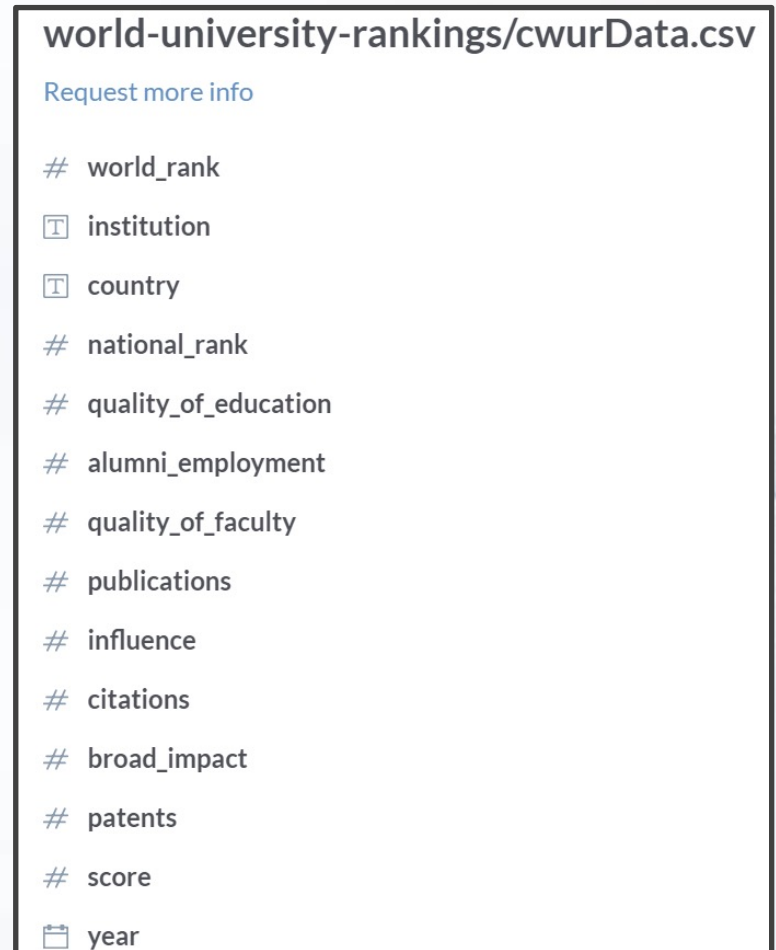 world-university-rankings/cwurData.csv
Request more info
# world_rank
T institution
T country
# national_rank
# quality_of_education
# alumni_employment
# quality_of_faculty
# publications
# influence
# citations
# broad_impact
# patents
# score
year